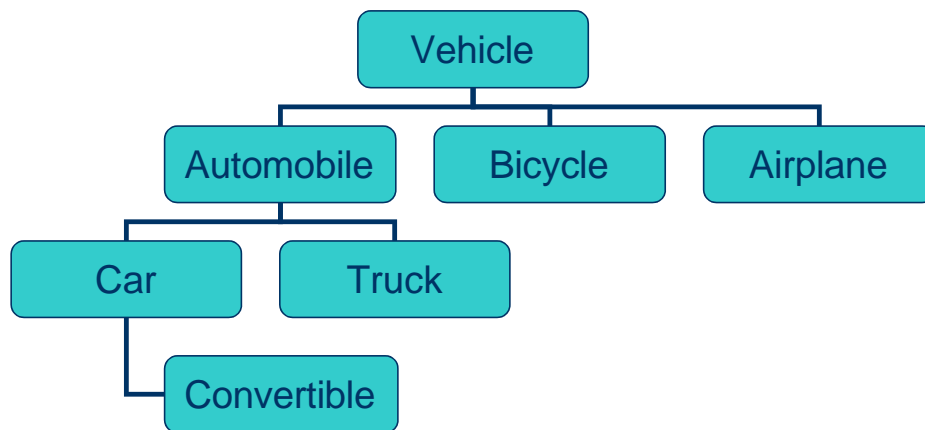 Vehicle
Automobile
Bicycle
Airplane
Car
Truck
Convertible